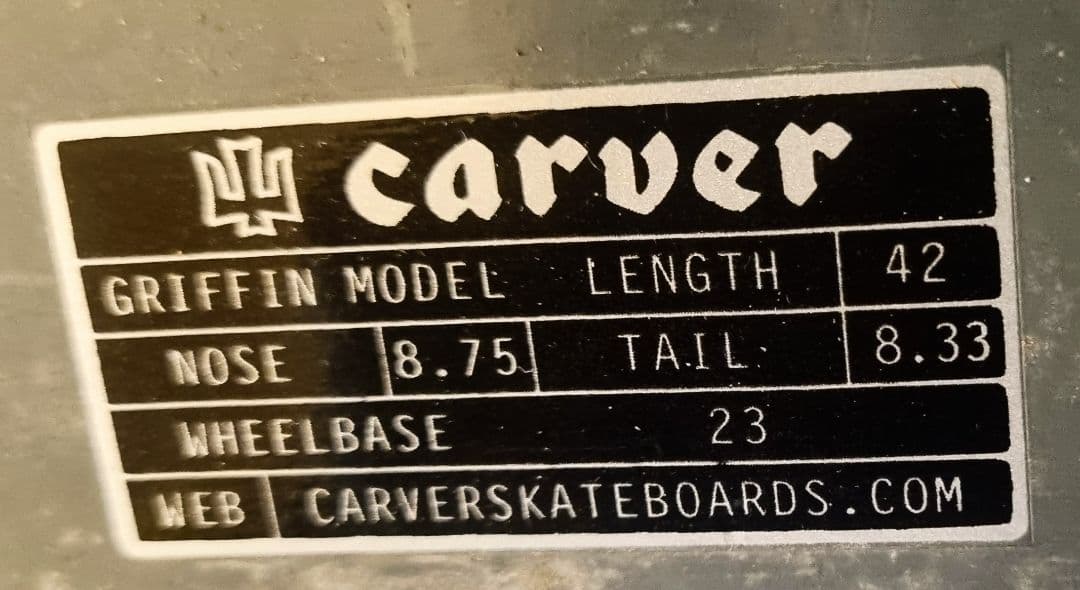 carver
GRIFFIN MODEL LENGTH 42
NOSE 8.75 TAIL 8.33
WHEELBASE 23
WEB CARVERSKATEBOARDS.COM